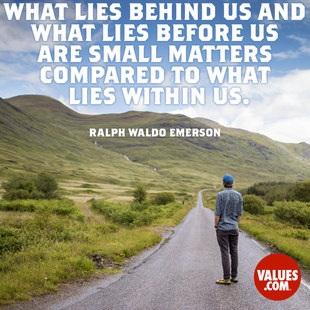 WHAT LIES BEHIND US AND
WHAT LIES BEFORE US
ARE SMALL MATTERS
COMPARED TO WHAT
LIES WITHIN US.
RALPH WALDO EMERSON
VALUES
.COM